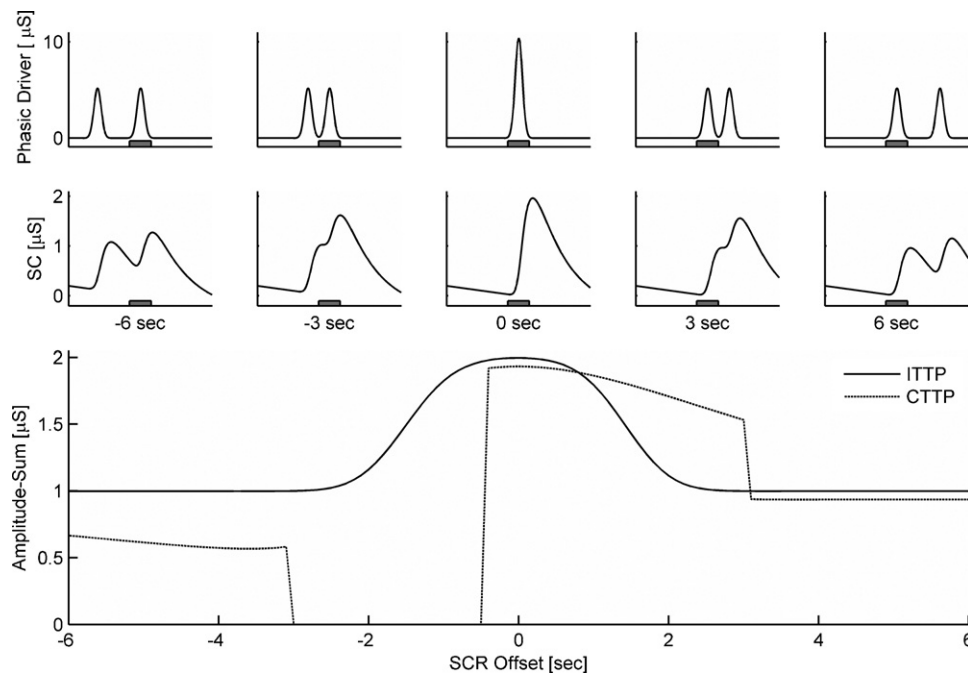 Phasic Driver [ μS]
10
0
SC [μS]
2
1
0
-6 sec
-3 sec
0 sec
3 sec
6 sec
Amplitude-Sum [μS]
2
1.5
1
0.5
0
ITTP
CTTP
-6
-4
-2
0
2
4
6
SCR Offset [sec]